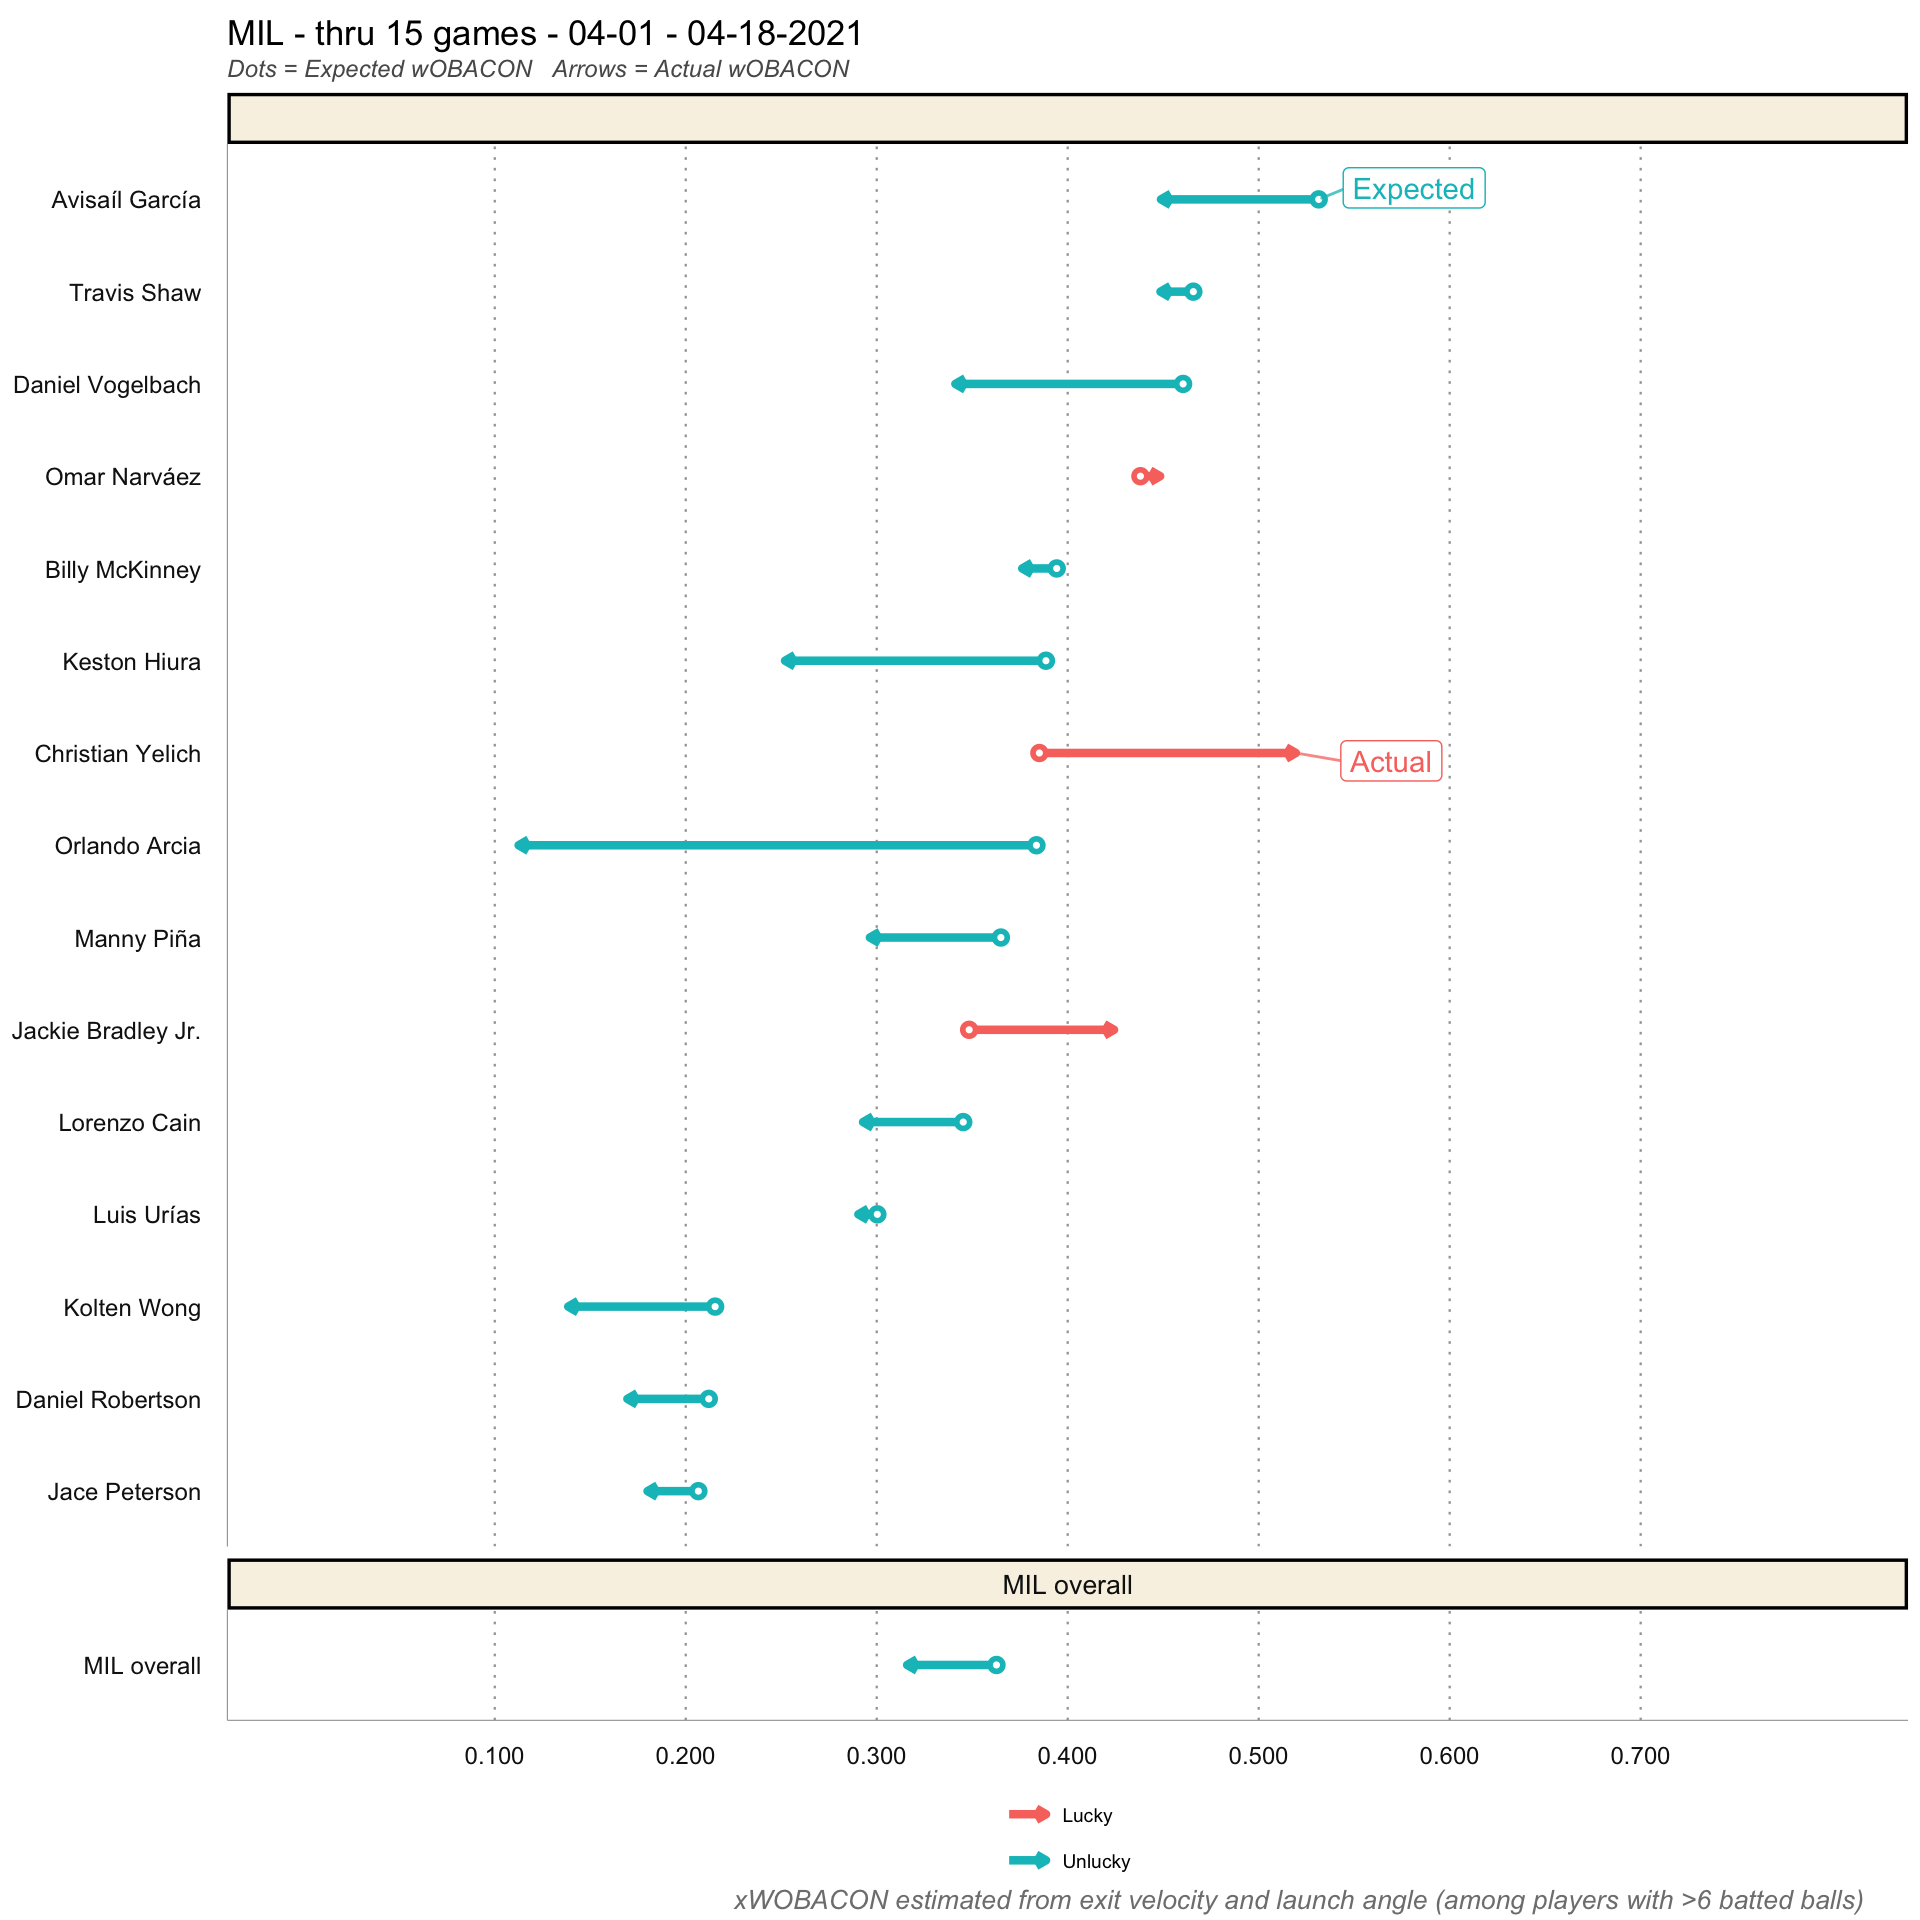 MIL - thru 15 games - 04-01 - 04-18-2021
Dots = Expected wOBACON   Arrows = Actual wOBACON
Avisaíl García
Expected
Travis Shaw
Daniel Vogelbach
Omar Narváez
Billy McKinney
Keston Hiura
Christian Yelich
Actual
Orlando Arcia
Manny Piña
Jackie Bradley Jr.
Lorenzo Cain
Luis Urías
Kolten Wong
Daniel Robertson
Jace Peterson
MIL overall
MIL overall
0.100 0.200 0.300 0.400 0.500 0.600 0.700
Lucky
Unlucky
xWOBACON estimated from exit velocity and launch angle (among players with >6 batted balls)